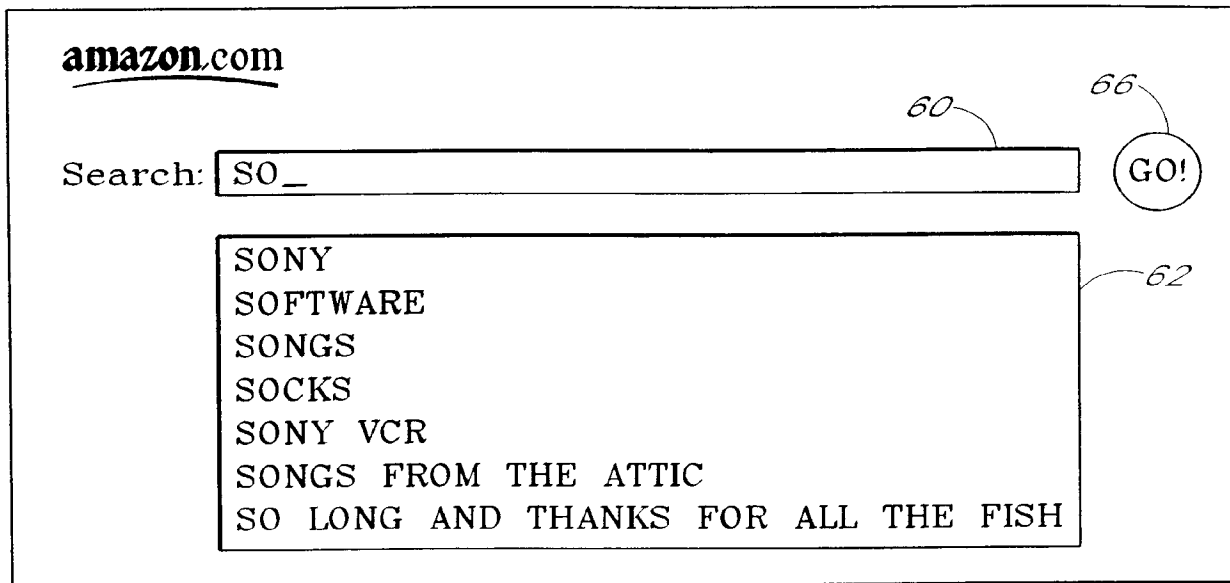 amazon.com
60
66
Search: SO_
GO!
SONY
62
SOFTWARE
SONGS
SOCKS
SONY VCR
SONGS FROM THE ATTIC
SO LONG AND THANKS FOR ALL THE FISH